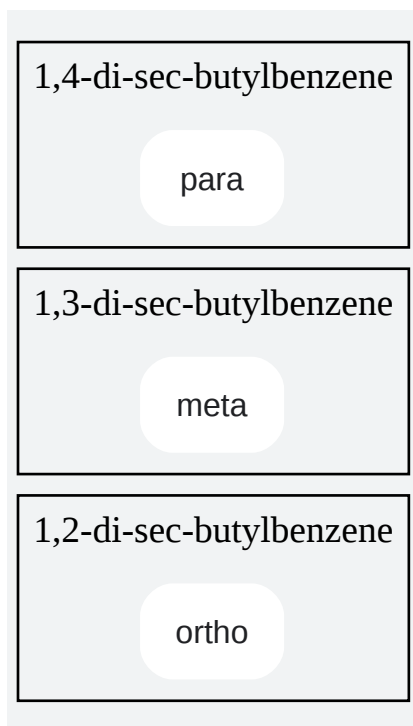 1,4-di-sec-butylbenzene
para
1,3-di-sec-butylbenzene
meta
1,2-di-sec-butylbenzene
ortho